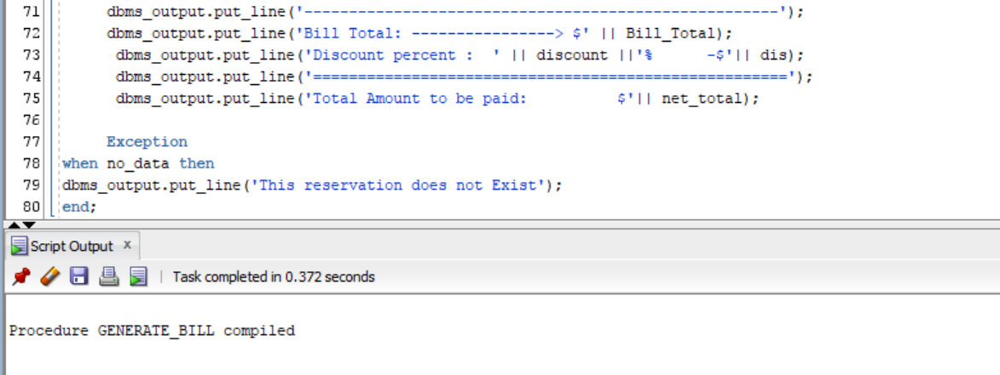 71 dbms_output.put_line('-----------------------------------------------------');
72 dbms_output.put_line('Bill Total: ----------------> $' || Bill_Total);
73 dbms_output.put_line('Discount percent :  ' || discount ||'%      -$'|| dis);
74 dbms_output.put_line('=====================================================');
75 dbms_output.put_line('Total Amount to be paid:          $'|| net_total);
76
77 Exception
78 when no_data then
79 dbms_output.put_line('This reservation does not Exist');
80 end;
Script Output x
Task completed in 0.372 seconds
Procedure GENERATE_BILL compiled